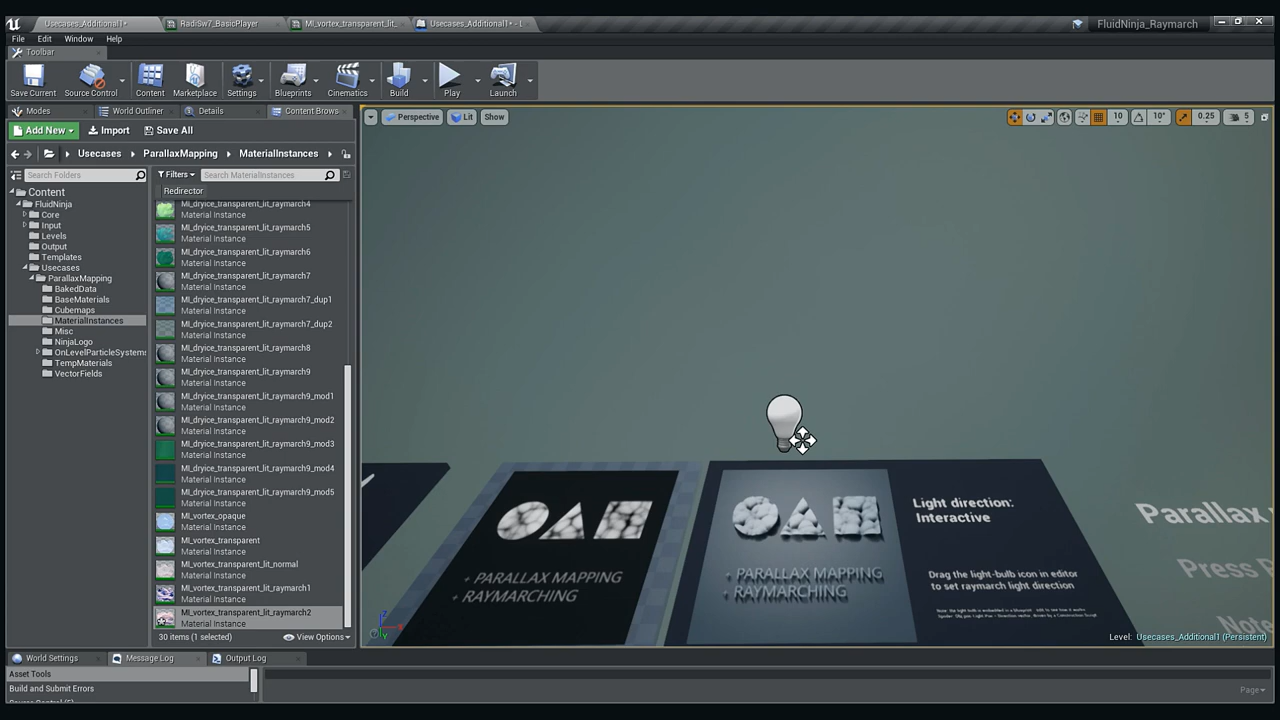 Usecases_Additional1*
RadiSw7_BasicPlayer
MI_vortex_transparent_lit_
Usecases_Additional1* - L
FluidNinja_Raymarch
File Edit Window Help
Toolbar
Save Current
Source Control
Content
Marketplace
Settings
Blueprints
Cinematics
Build
Play
Launch
Modes
World Outliner
Details
Content Brows
Perspective
Lit
Show
10
10°
0.25
5
Add New
Import
Save All
Usecases
ParallaxMapping
MaterialInstances
Search Folders
Filters
Search MaterialInstances
Redirector
Content
FluidNinja
Core
Input
Levels
Output
Templates
Usecases
ParallaxMapping
BakedData
BaseMaterials
Cubemaps
MaterialInstances
Misc
NinjaLogo
OnLevelParticleSystems
TempMaterials
VectorFields
MI_dryice_transparent_lit_raymarch4
Material Instance
MI_dryice_transparent_lit_raymarch5
Material Instance
MI_dryice_transparent_lit_raymarch6
Material Instance
MI_dryice_transparent_lit_raymarch7
Material Instance
MI_dryice_transparent_lit_raymarch7_dup1
Material Instance
MI_dryice_transparent_lit_raymarch7_dup2
Material Instance
MI_dryice_transparent_lit_raymarch8
Material Instance
MI_dryice_transparent_lit_raymarch9
Material Instance
MI_dryice_transparent_lit_raymarch9_mod1
Material Instance
MI_dryice_transparent_lit_raymarch9_mod2
Material Instance
MI_dryice_transparent_lit_raymarch9_mod3
Material Instance
MI_dryice_transparent_lit_raymarch9_mod4
Material Instance
MI_dryice_transparent_lit_raymarch9_mod5
Material Instance
MI_vortex_opaque
Material Instance
MI_vortex_transparent
Material Instance
MI_vortex_transparent_lit_normal
Material Instance
MI_vortex_transparent_lit_raymarch1
Material Instance
MI_vortex_transparent_lit_raymarch2
Material Instance
30 items (1 selected)
View Options
+ PARALLAX MAPPING
+ RAYMARCHING
+ PARALLAX MAPPING
+ RAYMARCHING
Light direction:
Interactive
Drag the light-bulb icon in editor
to set raymarch light direction
Parallax
Press
Note
Level: Usecases_Additional1 (Persistent)
World Settings
Message Log
Output Log
Asset Tools
Build and Submit Errors
Page